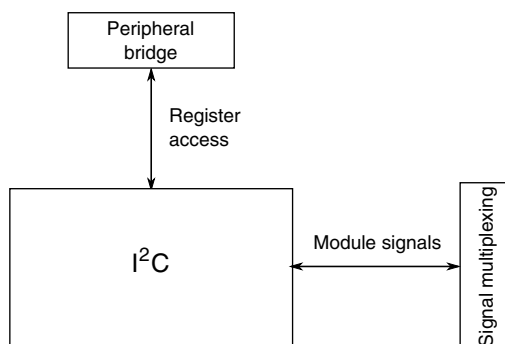 Peripheral
bridge
Register
access
I²C
Module signals
Signal multiplexing